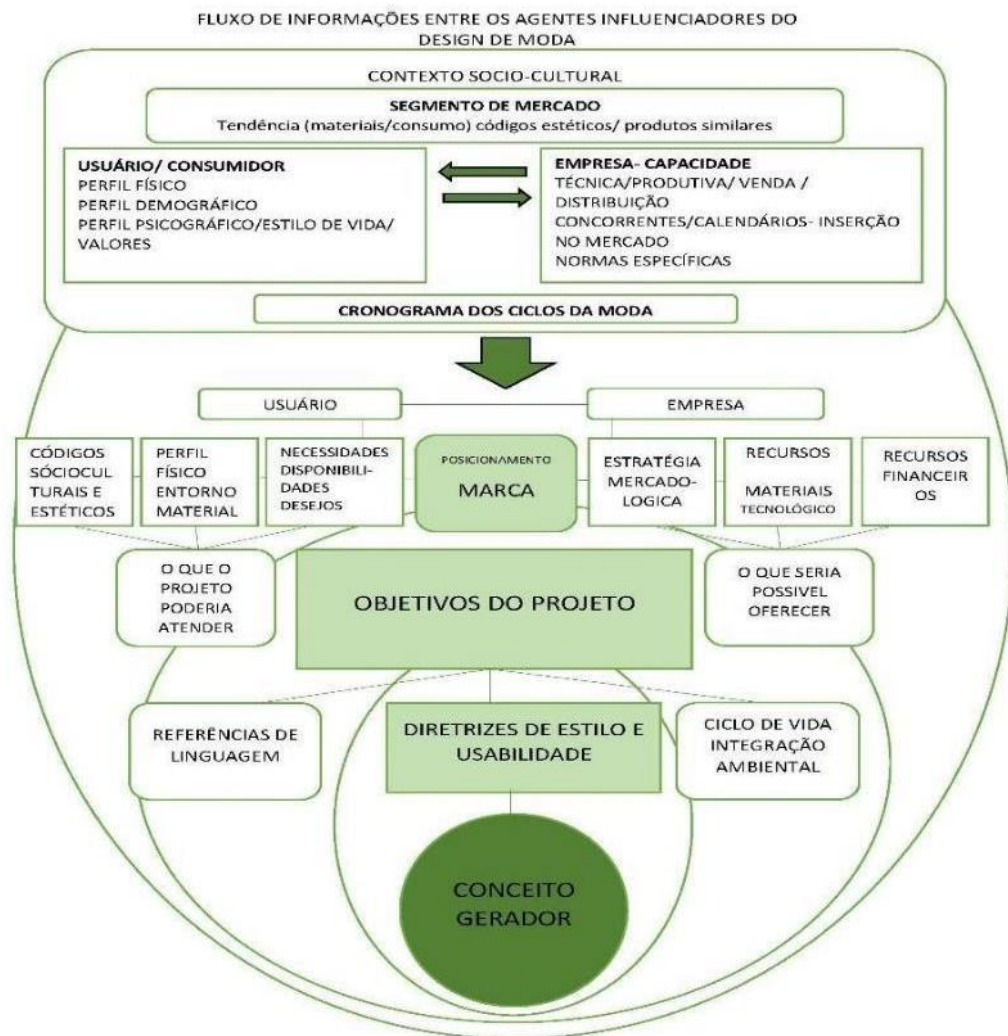 FLUXO DE INFORMAÇÕES ENTRE OS AGENTES INFLUENCIADORES DO
DESIGN DE MODA
CONTEXTO SOCIO-CULTURAL
SEGMENTO DE MERCADO
Tendência (materiais/consumo) códigos estéticos/ produtos similares
USUÁRIO/ CONSUMIDOR
PERFIL FÍSICO
PERFIL DEMOGRÁFICO
PERFIL PSICOGRÁFICO/ESTILO DE VIDA/
VALORES
EMPRESA- CAPACIDADE
TÉCNICA/PRODUTIVA/ VENDA /
DISTRIBUIÇÃO
CONCORRENTES/CALENDÁRIOS- INSERÇÃO
NO MERCADO
NORMAS ESPECÍFICAS
CRONOGRAMA DOS CICLOS DA MODA
USUÁRIO
EMPRESA
CÓDIGOS
SÓCIOCUL
TURAIS E
ESTÉTICOS
PERFIL
FÍSICO
ENTORNO
MATERIAL
NECESSIDADES
DISPONIBILI-
DADES
DESEJOS
POSICIONAMENTO
MARCA
ESTRATÉGIA
MERCADO-
LOGICA
RECURSOS
MATERIAIS
TECNOLÓGICO
RECURSOS
FINANCEIR
OS
O QUE O
PROJETO
PODERIA
ATENDER
OBJETIVOS DO PROJETO
O QUE SERIA
POSSIVEL
OFERECER
REFERÊNCIAS DE
LINGUAGEM
DIRETRIZES DE ESTILO E
USABILIDADE
CICLO DE VIDA
INTEGRAÇÃO
AMBIENTAL
CONCEITO
GERADOR